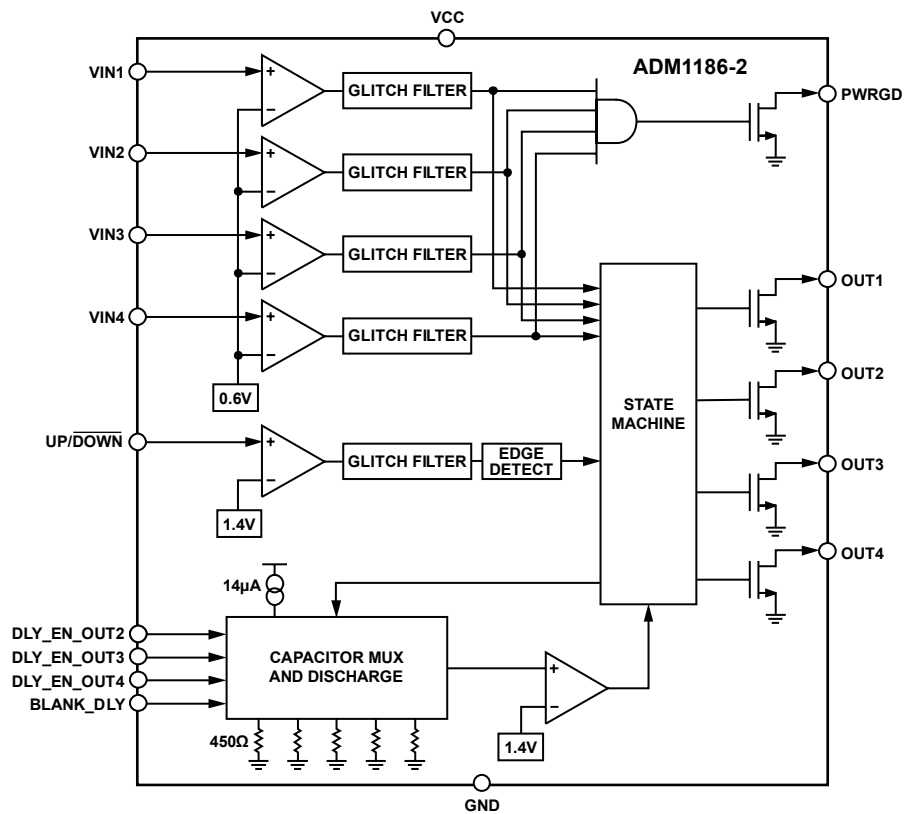 VCC
ADM1186-2
VIN1
GLITCH FILTER
PWRGD
VIN2
GLITCH FILTER
VIN3
GLITCH FILTER
OUT1
VIN4
GLITCH FILTER
0.6V
OUT2
STATE
MACHINE
UP/DOWN
GLITCH FILTER
EDGE
DETECT
OUT3
1.4V
OUT4
14µA
DLY_EN_OUT2
DLY_EN_OUT3
DLY_EN_OUT4
BLANK_DLY
CAPACITOR MUX
AND DISCHARGE
450Ω
1.4V
GND
+
−
+
−
+
−
+
−
+
−
+
−